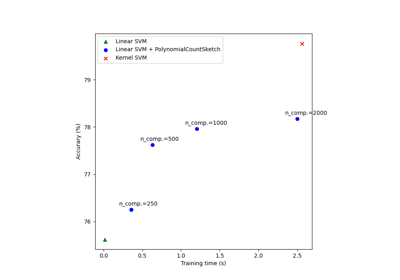 Linear SVM
Linear SVM + PolynomialCountSketch
Kernel SVM
79
n_comp.=2000
n_comp.=1000
78
n_comp.=500
77
n_comp.=250
76
Accurary (%)
0.0 0.5 1.0 1.5 2.0 2.5
Training time (s)